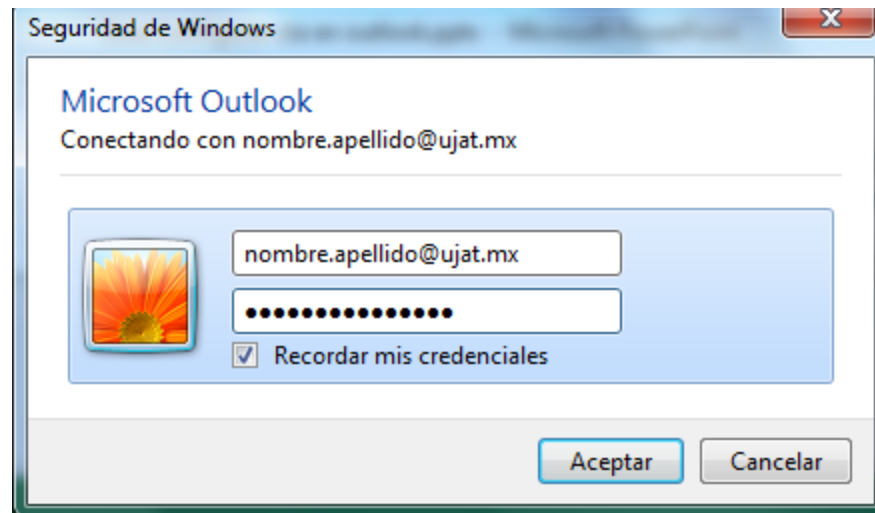 Seguridad de Windows
Microsoft Outlook
Conectando con nombre.apellido@ujat.mx
nombre.apellido@ujat.mx
●●●●●●●●●●●●●●●
Recordar mis credenciales
Aceptar
Cancelar